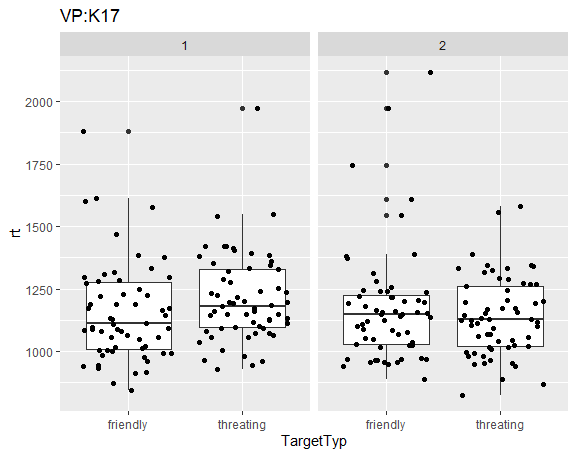 VP:K17
1 2
2000
1750
1500
1250
1000
rt
friendly threating friendly threating
TargetTyp